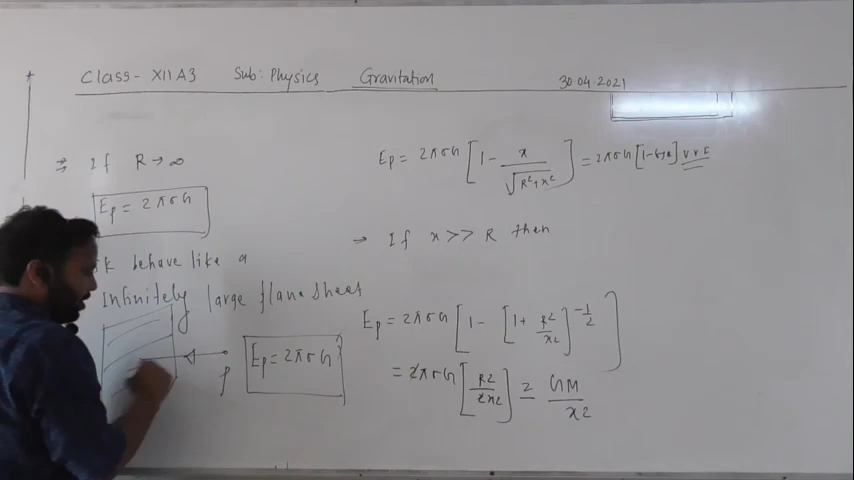 Class- XII A3 Sub: Physics Gravitation 30.04.2021
⇒ If R → ∞
Ep = 2πσG
k behave like a
Infinitely large plane sheet
P
Ep = 2πσG
Ep = 2πσG [1 - x/√(R²+x²)] = 2πσG [1-Cosα] V.V.I
⇒ If x >> R then
Ep = 2πσG [1 - [1 + R²/x²]^(-1/2)]
= 2πσG [R²/2x²] = GM/x²